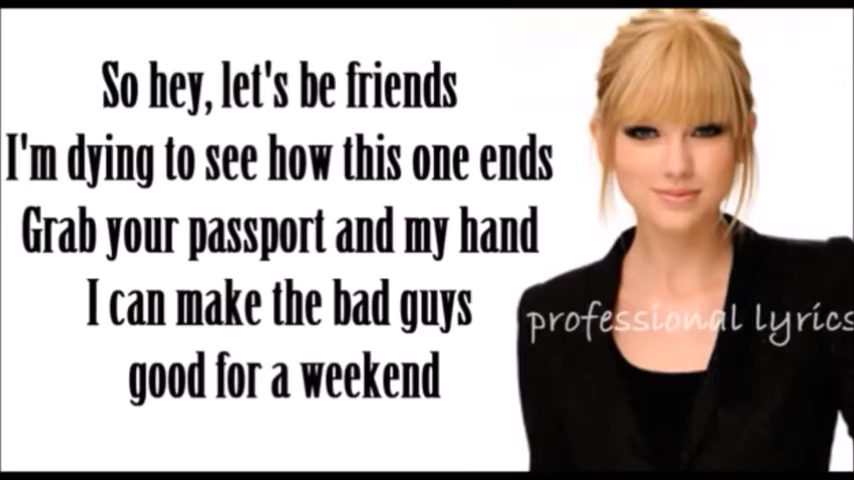 So hey, let's be friends
I'm dying to see how this one ends
Grab your passport and my hand
I can make the bad guys
good for a weekend
professional lyrics